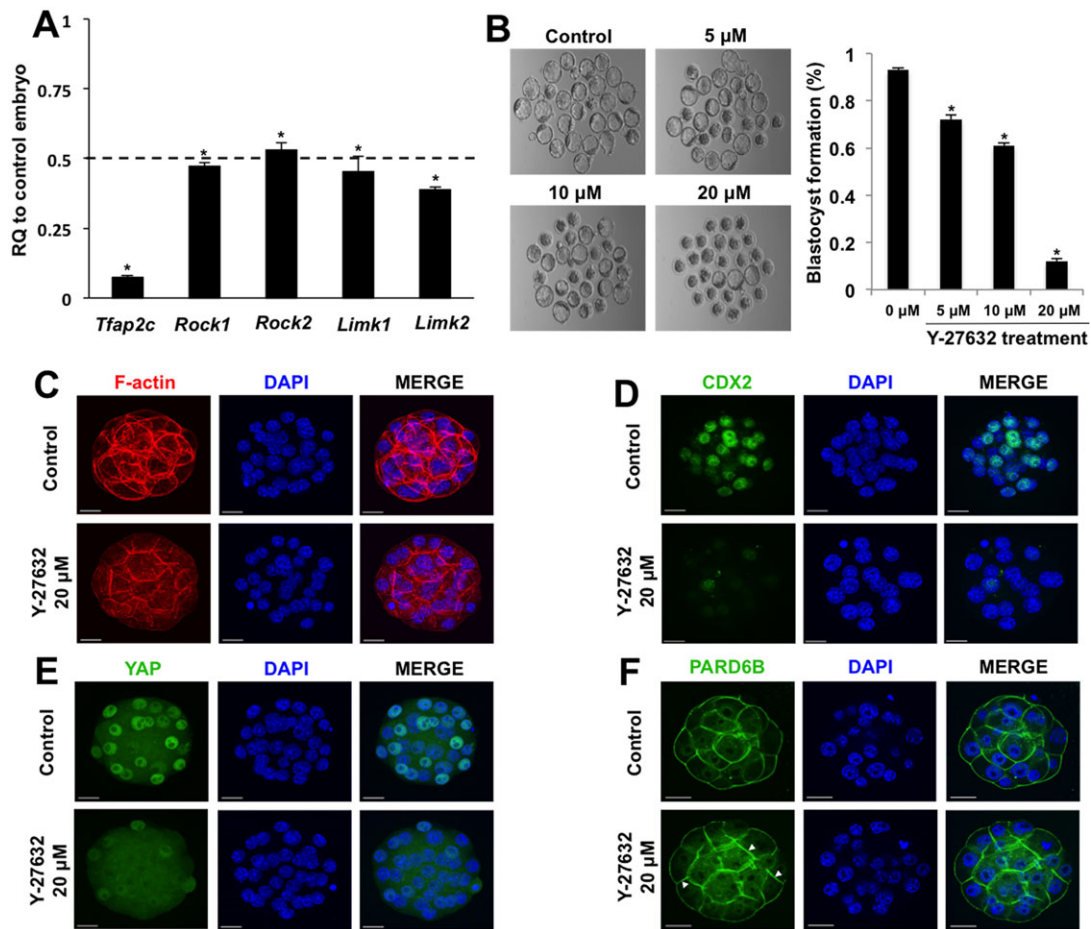 A
RQ to control embryo
1
0.75
0.5
0.25
0
*
*
*
*
*
Tfap2c Rock1 Rock2 Limk1 Limk2
B
Control 5 µM
10 µM 20 µM
Blastocyst formation (%)
1
0.8
0.6
0.4
0.2
0
*
*
*
0 µM 5 µM 10 µM 20 µM
Y-27632 treatment
C
F-actin DAPI MERGE
Control
Y-27632
20 µM
D
CDX2 DAPI MERGE
Control
Y-27632
20 µM
E
YAP DAPI MERGE
Control
Y-27632
20 µM
F
PARD6B DAPI MERGE
Control
Y-27632
20 µM